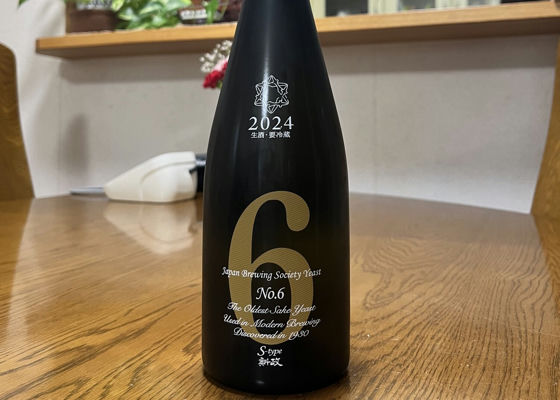 2024
生酒・要冷蔵
6
Japan Brewing Society Yeast
No.6
The Oldest Sake Yeast
Used in Modern Brewing
Discovered in 1930
S-type
新政